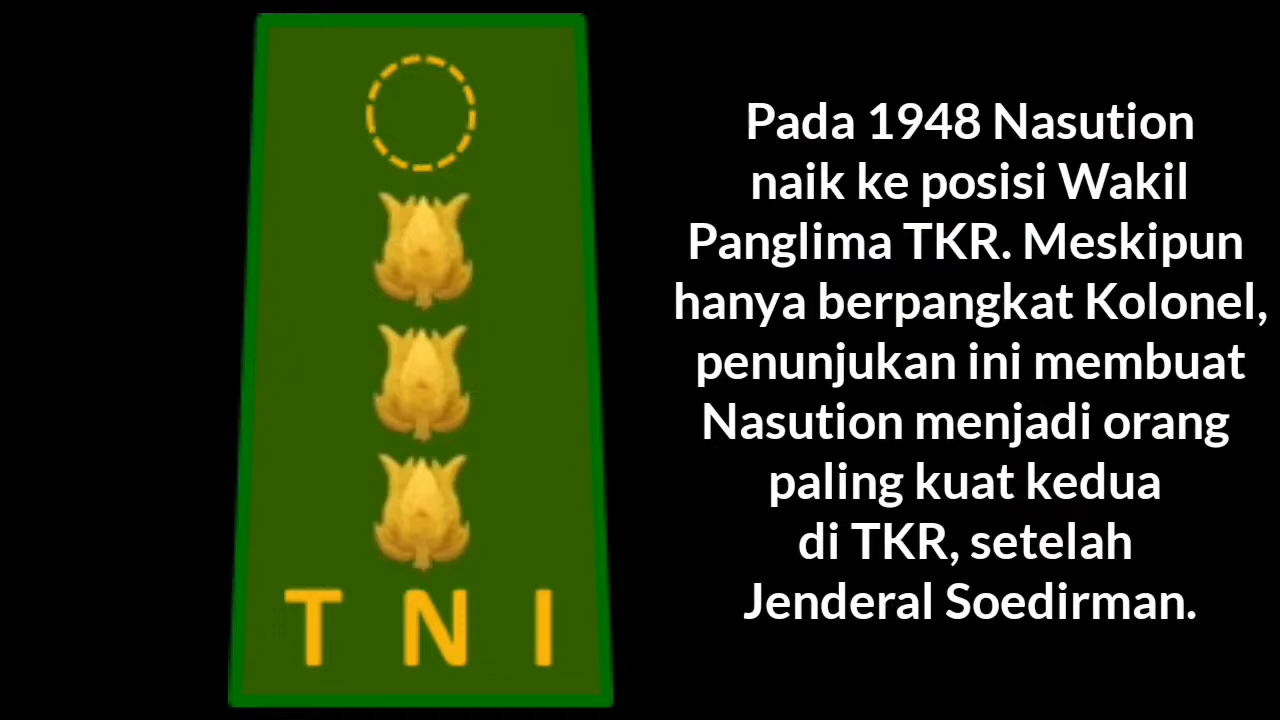 T N I
Pada 1948 Nasution
naik ke posisi Wakil
Panglima TKR. Meskipun
hanya berpangkat Kolonel,
penunjukan ini membuat
Nasution menjadi orang
paling kuat kedua
di TKR, setelah
Jenderal Soedirman.